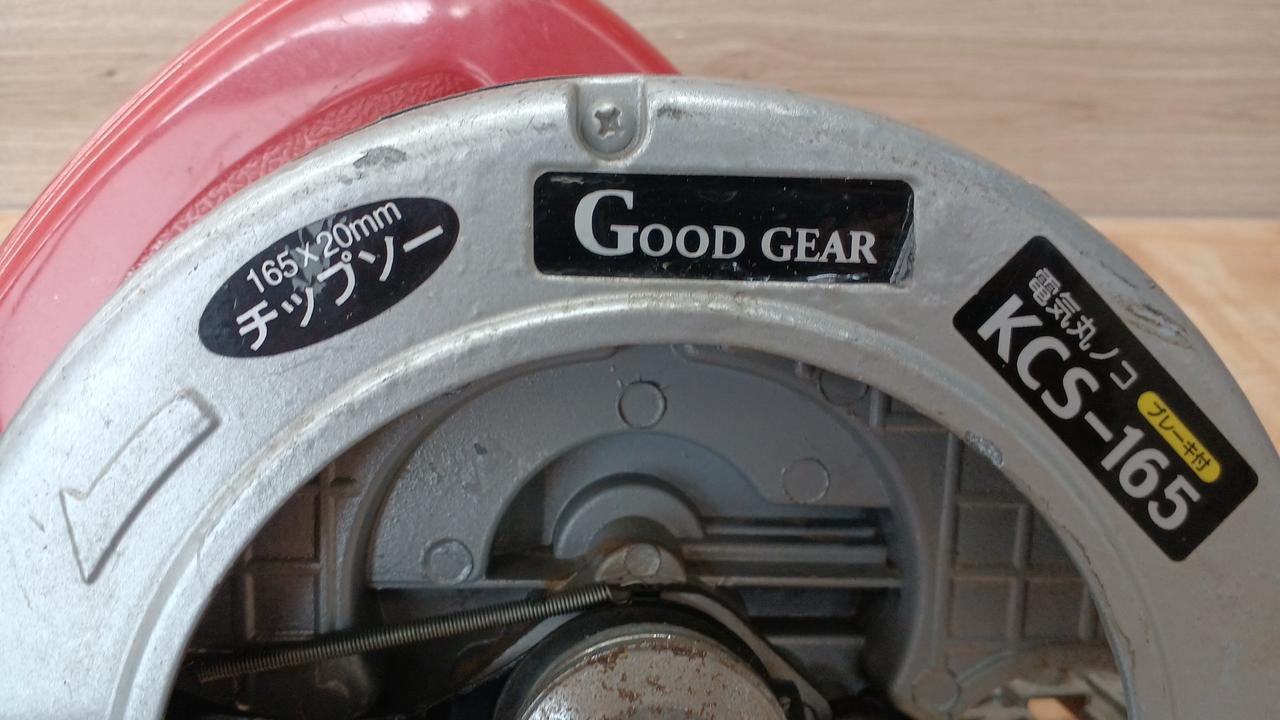 165×20mm
チップソー
GOOD GEAR
電気丸ノコ
ブレーキ付
KCS-165